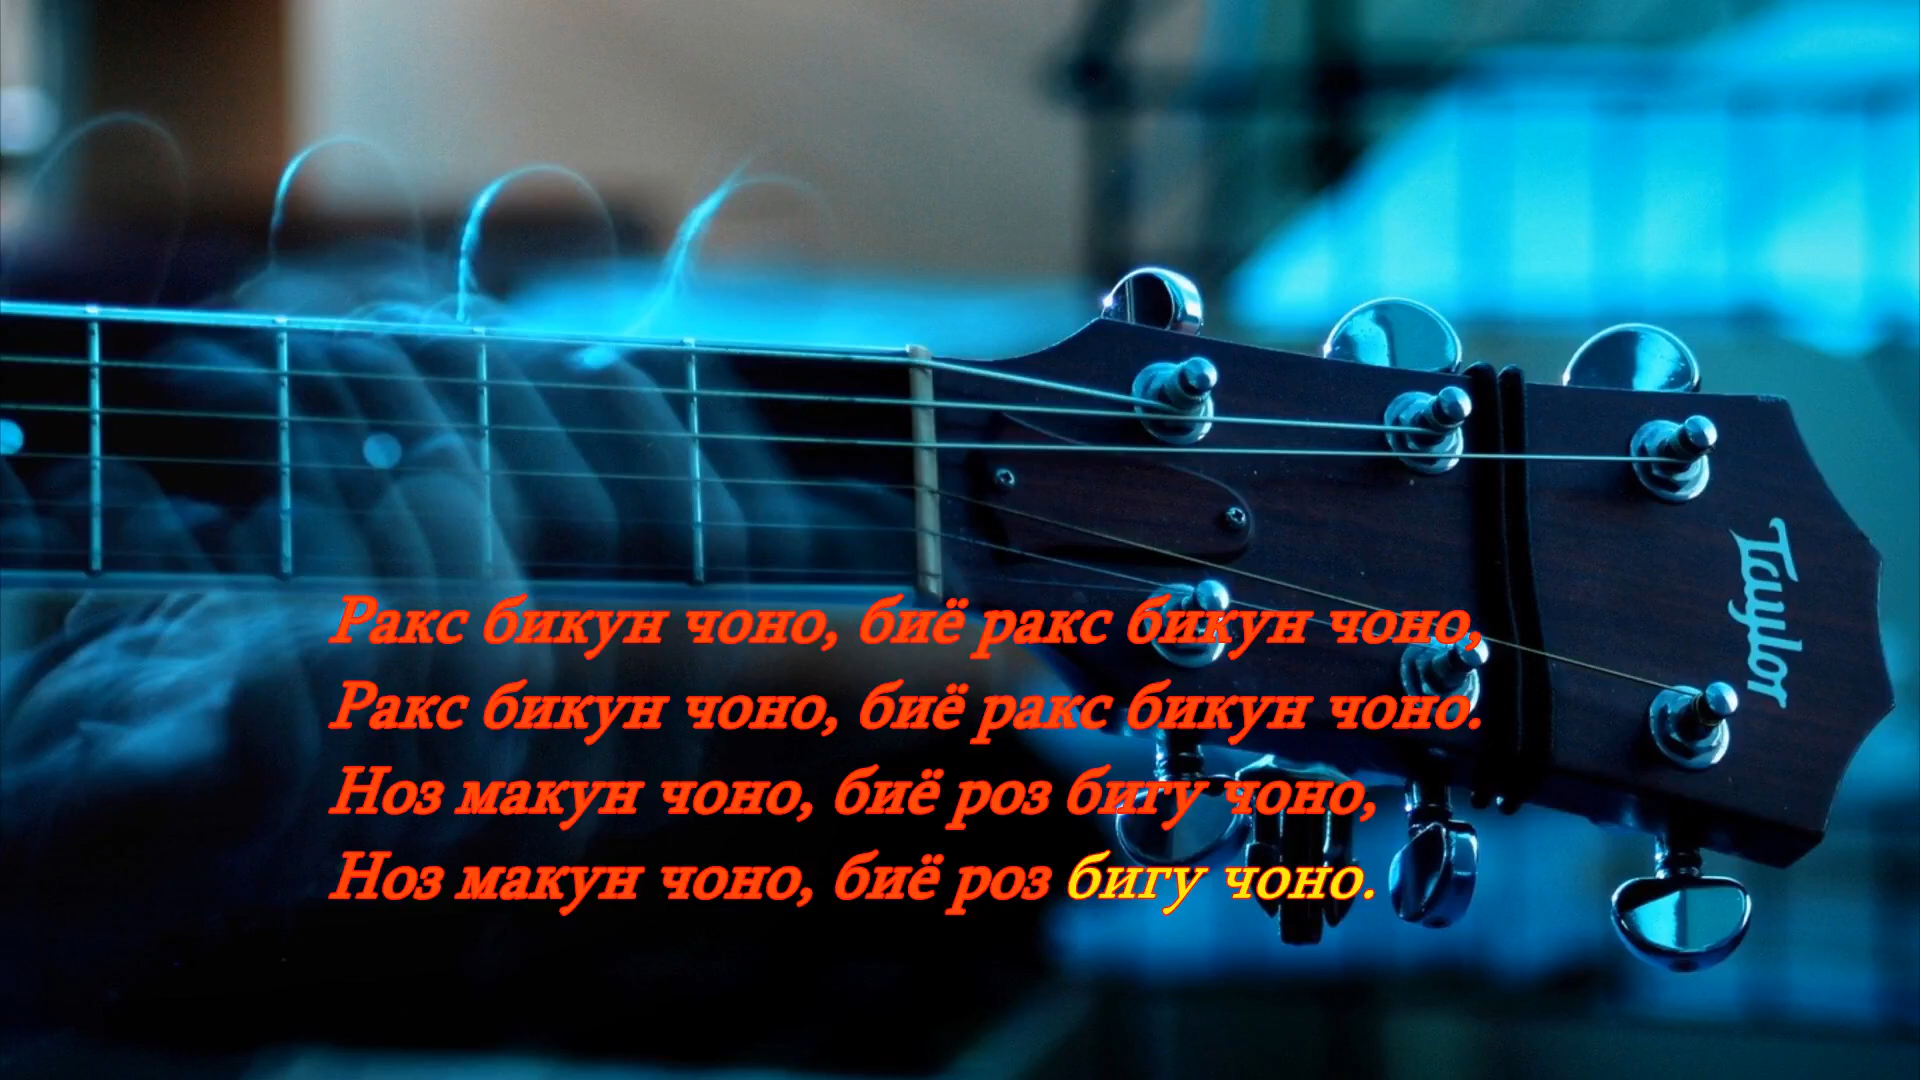 Taylor
Ракс бикун чоно, биё ракс бикун чоно,
Ракс бикун чоно, биё ракс бикун чоно.
Ноз макун чоно, биё роз бигу чоно,
Ноз макун чоно, биё роз бигу чоно.